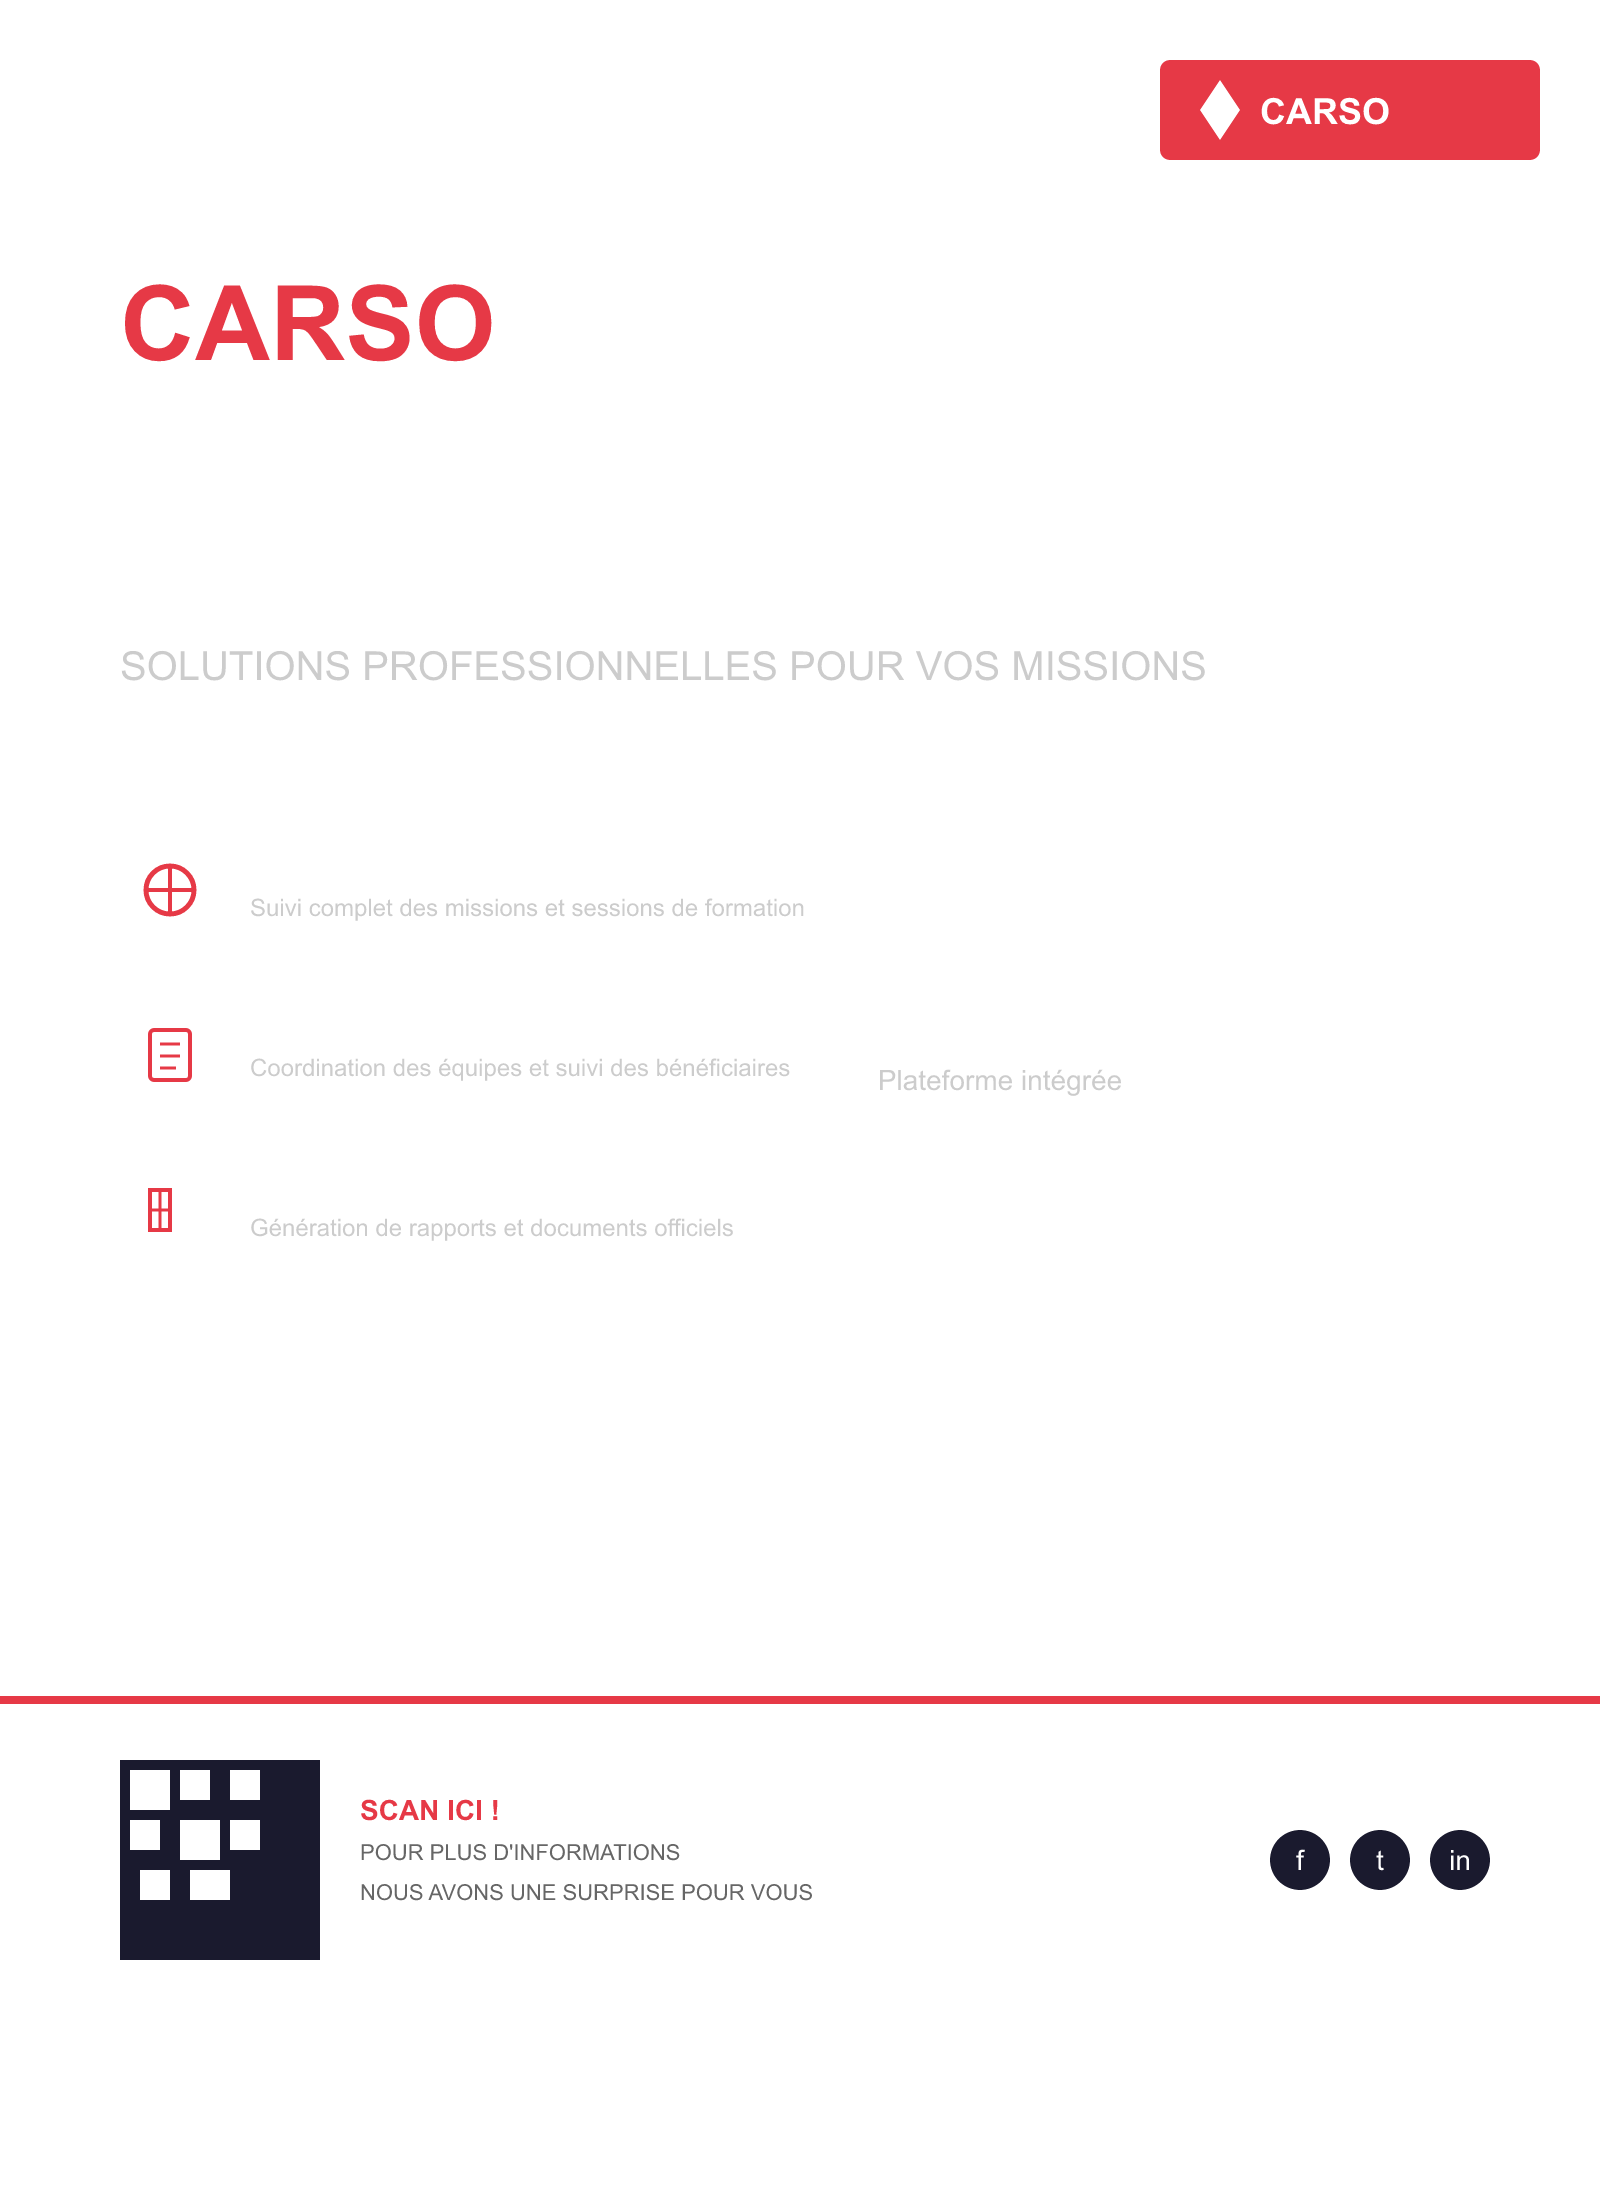 CARSO
CARSO
SOLUTIONS PROFESSIONNELLES POUR VOS MISSIONS
Suivi complet des missions et sessions de formation
Coordination des équipes et suivi des bénéficiaires
Plateforme intégrée
Génération de rapports et documents officiels
SCAN ICI !
POUR PLUS D'INFORMATIONS
NOUS AVONS UNE SURPRISE POUR VOUS
f t in